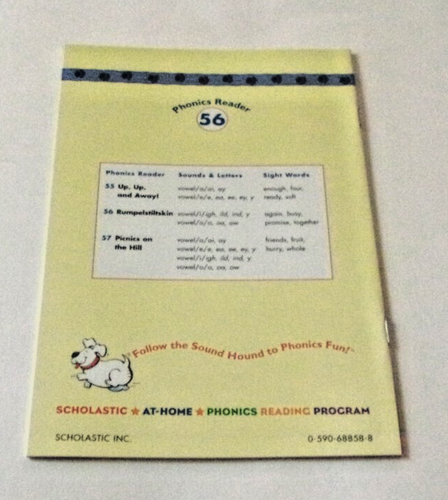 Phonics Reader
56
Phonics Reader Sounds & Letters Sight Words
55 Up, Up, vowel/a/ai, ay enough, four,
and Away! vowel/e/e, ea, ee, ey, y ready, soft
56 Rumpelstiltskin vowel/i/igh, ild, ind, y again, busy,
vowel/o/o, oa, ow promise, together
57 Picnics on vowel/a/ai, ay friends, fruit,
the Hill vowel/e/e, ea, ee, ey, y hurry, whole
vowel/i/igh, ild, ind, y
vowel/o/o, oa, ow
"Follow the Sound Hound to Phonics Fun!"
SCHOLASTIC ★ AT-HOME ★ PHONICS READING PROGRAM
SCHOLASTIC INC. 0-590-68858-8